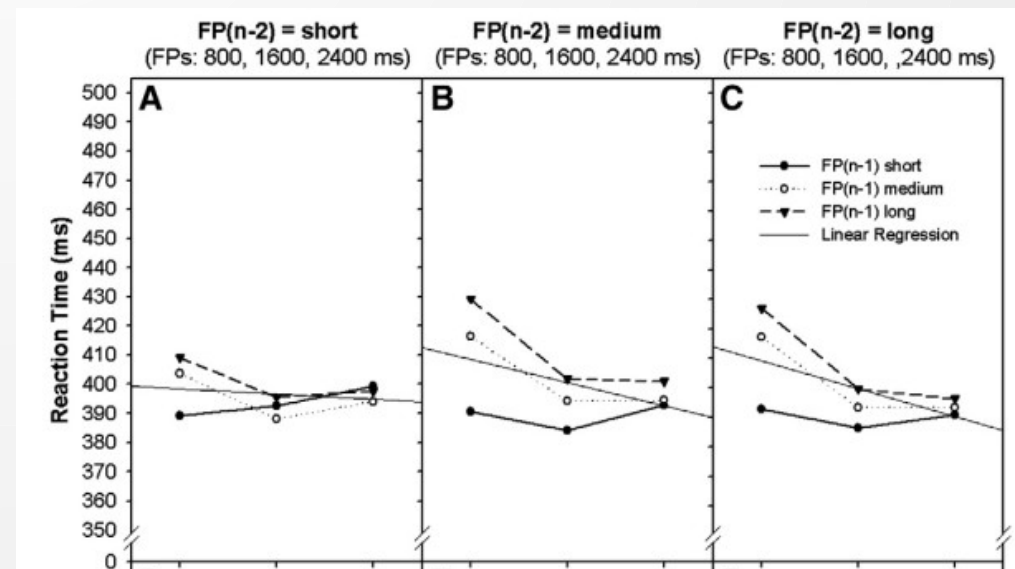 FP(n-2) = short
(FPs: 800, 1600, 2400 ms)
FP(n-2) = medium
(FPs: 800, 1600, 2400 ms)
FP(n-2) = long
(FPs: 800, 1600, ,2400 ms)
A
B
C
Reaction Time (ms)
500
490
480
470
460
450
440
430
420
410
400
390
380
370
360
350
0
FP(n-1) short
FP(n-1) medium
FP(n-1) long
Linear Regression